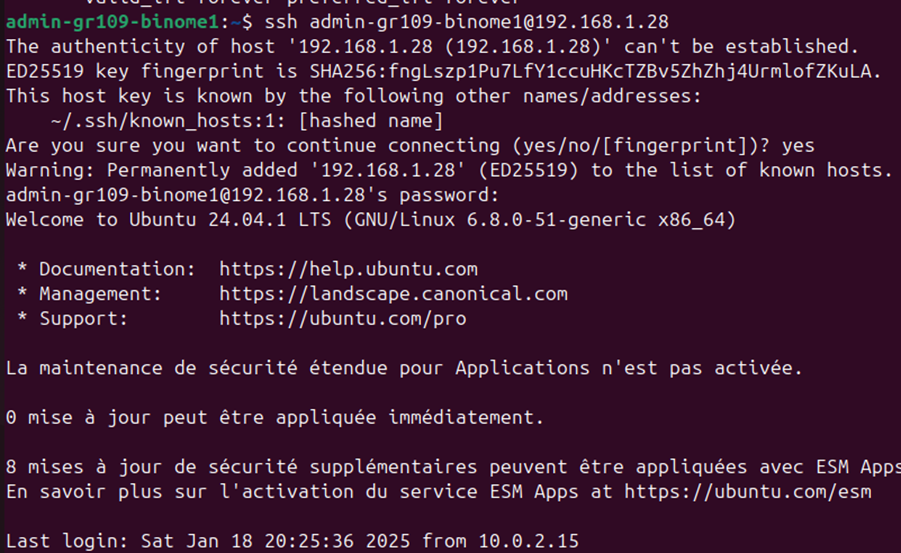 admin-gr109-binome1:~$ ssh admin-gr109-binome1@192.168.1.28
The authenticity of host '192.168.1.28 (192.168.1.28)' can't be established.
ED25519 key fingerprint is SHA256:fngLszp1Pu7LfY1ccuHKcTZBv5ZhZhj4UrmlofZKuLA.
This host key is known by the following other names/addresses:
    ~/.ssh/known_hosts:1: [hashed name]
Are you sure you want to continue connecting (yes/no/[fingerprint])? yes
Warning: Permanently added '192.168.1.28' (ED25519) to the list of known hosts.
admin-gr109-binome1@192.168.1.28's password:
Welcome to Ubuntu 24.04.1 LTS (GNU/Linux 6.8.0-51-generic x86_64)
 * Documentation:  https://help.ubuntu.com
 * Management:     https://landscape.canonical.com
 * Support:        https://ubuntu.com/pro
La maintenance de sécurité étendue pour Applications n'est pas activée.
0 mise à jour peut être appliquée immédiatement.
8 mises à jour de sécurité supplémentaires peuvent être appliquées avec ESM Apps
En savoir plus sur l'activation du service ESM Apps at https://ubuntu.com/esm
Last login: Sat Jan 18 20:25:36 2025 from 10.0.2.15